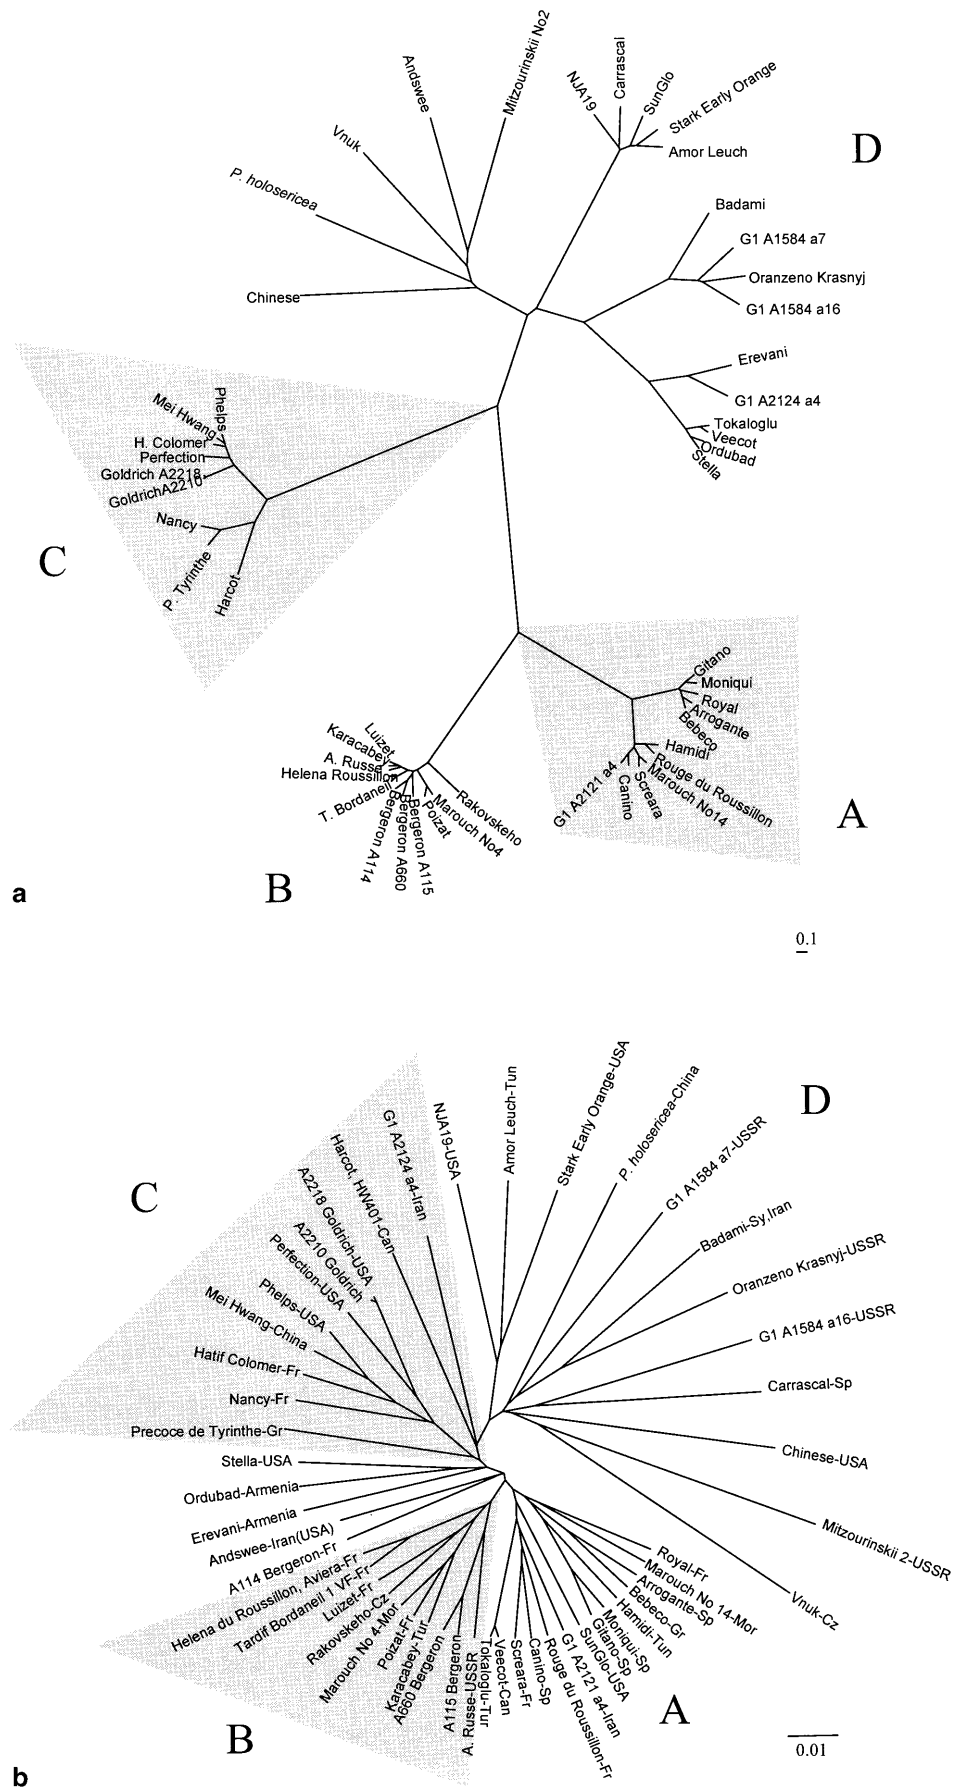 Mitzourinskii No2
Andswee
Vnuk
P. holosericea
Chinese
NJA19
Carrascal
SunGlo
Stark Early Orange
Amor Leuch
D
Badami
G1 A1584 a7
Oranzeno Krasnyj
G1 A1584 a16
Erevani
G1 A2124 a4
Tokaloglu
Veecot
Ordubad
Stella
Phelps
Mei Hwang
H. Colomer
Perfection
Goldrich A2218
GoldrichA2210
Nancy
P. Tyrinthe
Harcot
C
Gitano
Moniqui
Royal
Arrogante
Bebeco
Hamidi
Rouge du Roussillon
Marouch No14
Screara
Canino
G1 A2121 a4
A
Luizet
Karacabey
A. Russe
Helena Roussillon
T. Bordaneil
Bergeron A114
Bergeron A660
Bergeron A115
Poizat
Marouch No4
Rakovskeho
B
a
0.1
C
G1 A2124 a4-Iran
Harcot, HW401-Can
A2218 Goldrich-USA
A2210 Goldrich
Perfection-USA
Phelps-USA
Mei Hwang-China
Hatif Colomer-Fr
Nancy-Fr
Precoce de Tyrinthe-Gr
Stella-USA
Ordubad-Armenia
Erevani-Armenia
Andswee-Iran(USA)
A114 Bergeron-Fr
Helena du Roussillon, Aviera-Fr
Tardif Bordaneil 1 VF-Fr
Luizet-Fr
Rakovskeho-Cz
Marouch No 4-Mor
Poizat-Fr
Karacabey-Tur
A660 Bergeron
A115 Bergeron
A. Russe-USSR
Tokaloglu-Tur
Veecot-Can
Screara-Fr
Canino-Sp
Rouge du Roussillon-Fr
G1 A2121 a4-Iran
SunGlo-USA
Gitano-Sp
Moniqui-Sp
Hamidi-Tun
Bebeco-Gr
Arrogante-Sp
Marouch No 14-Mor
Royal-Fr
NJA19-USA
Amor Leuch-Tun
Stark Early Orange-USA
P. holosericea-China
G1 A1584 a7-USSR
Badami-Sy,Iran
Oranzeno Krasnyj-USSR
G1 A1584 a16-USSR
Carrascal-Sp
Chinese-USA
Mitzourinskii 2-USSR
Vnuk-Cz
D
A
B
0.01
b